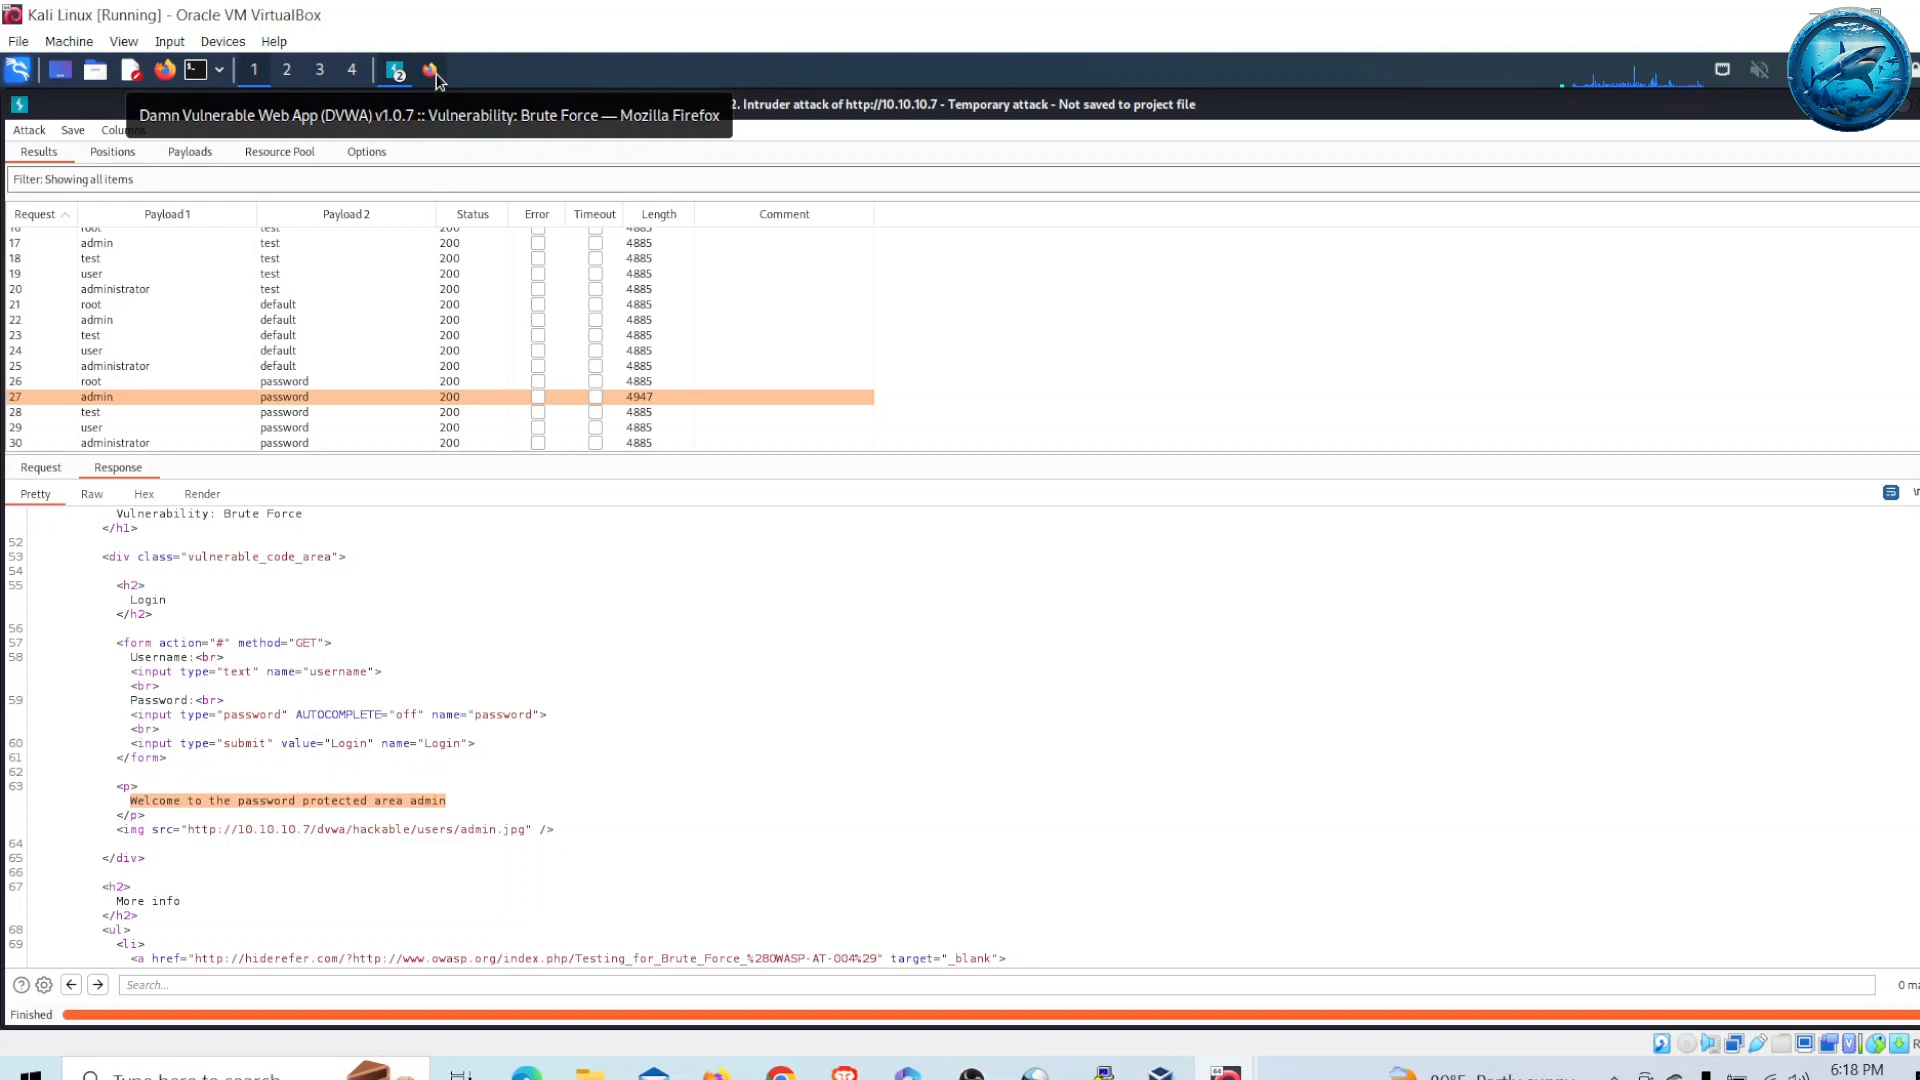 Kali Linux [Running] - Oracle VM VirtualBox
File Machine View Input Devices Help
1 2 3 4 2
Damn Vulnerable Web App (DVWA) v1.0.7 :: Vulnerability: Brute Force — Mozilla Firefox
2. Intruder attack of http://10.10.10.7 - Temporary attack - Not saved to project file
Attack Save Colum
Results Positions Payloads Resource Pool Options
Filter: Showing all items
Request Payload 1 Payload 2 Status Error Timeout Length Comment
16 root test 200 4885
17 admin test 200 4885
18 test test 200 4885
19 user test 200 4885
20 administrator test 200 4885
21 root default 200 4885
22 admin default 200 4885
23 test default 200 4885
24 user default 200 4885
25 administrator default 200 4885
26 root password 200 4885
27 admin password 200 4947
28 test password 200 4885
29 user password 200 4885
30 administrator password 200 4885
Request Response
Pretty Raw Hex Render
Vulnerability: Brute Force
</h1>
52
53 <div class="vulnerable_code_area">
54
55 <h2>
Login
</h2>
56
57 <form action="#" method="GET">
58 Username:<br>
<input type="text" name="username">
<br>
59 Password:<br>
<input type="password" AUTOCOMPLETE="off" name="password">
<br>
60 <input type="submit" value="Login" name="Login">
61 </form>
62
63 <p>
Welcome to the password protected area admin
</p>
<img src="http://10.10.10.7/dvwa/hackable/users/admin.jpg" />
64
65 </div>
66
67 <h2>
More info
</h2>
68 <ul>
69 <li>
<a href="http://hiderefer.com/?http://www.owasp.org/index.php/Testing_for_Brute_Force_%28OWASP-AT-004%29" target="_blank">
Search... 0 ma
Finished
Type here to search 6:18 PM